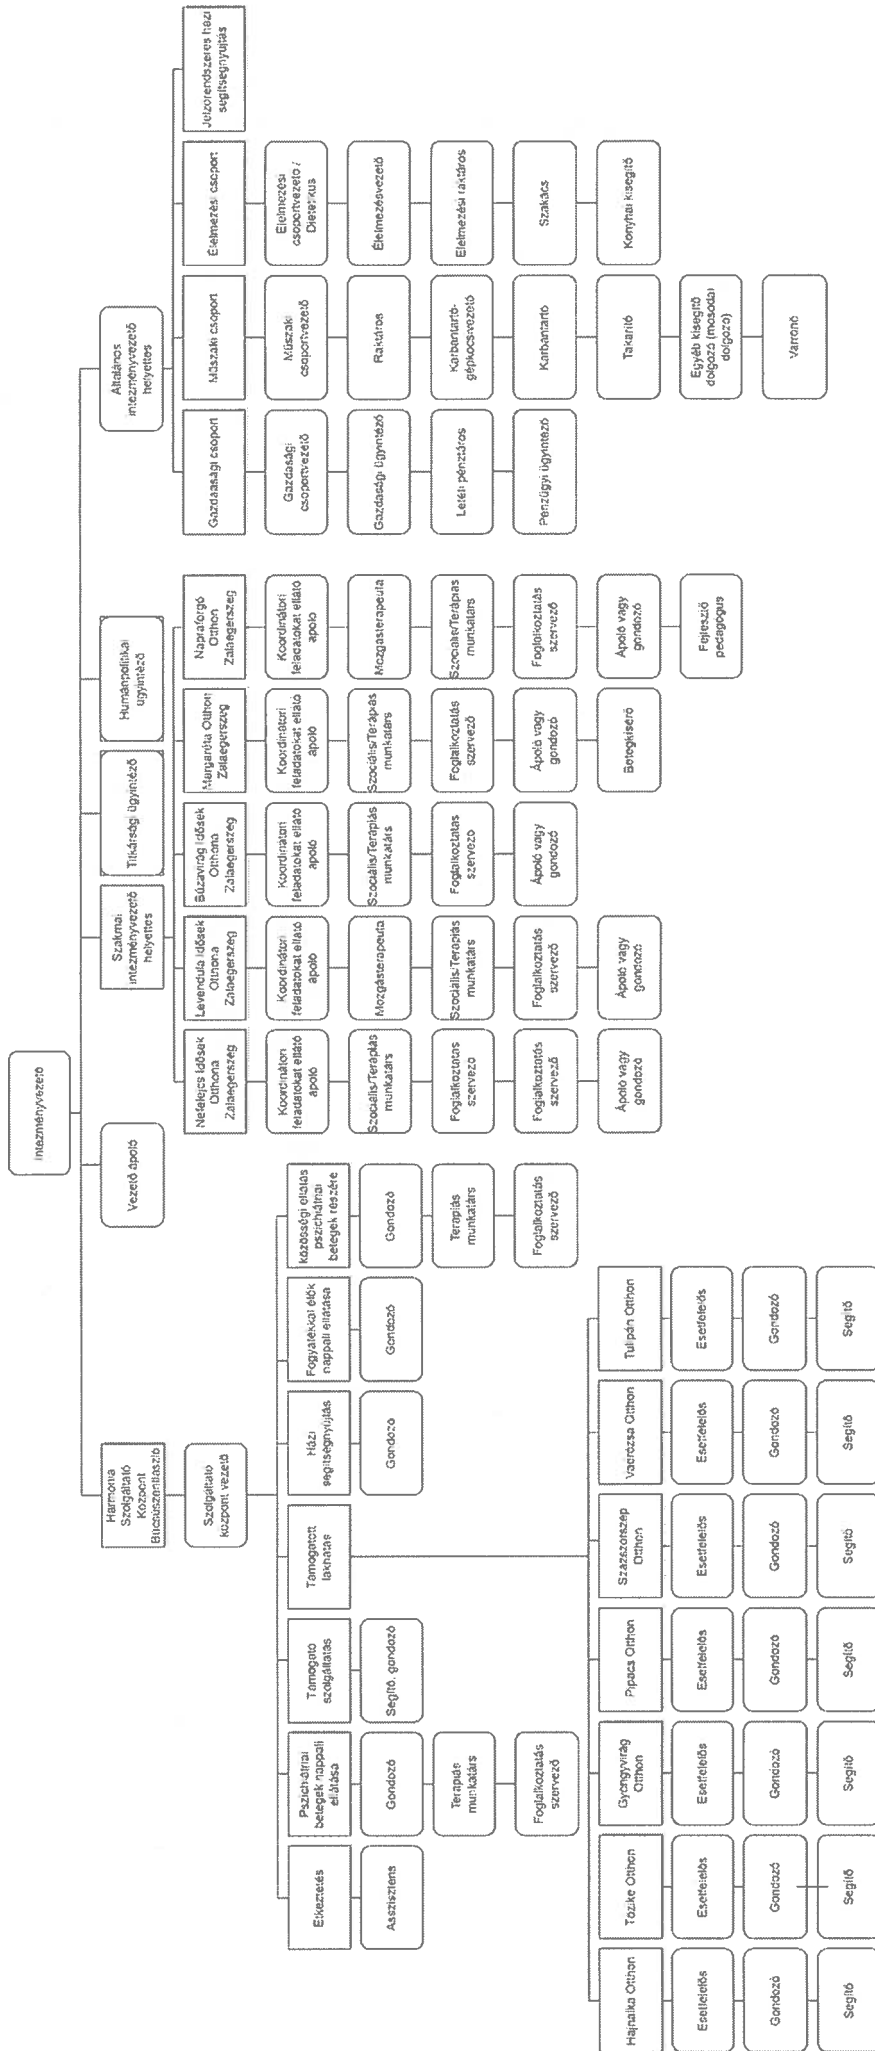 Intézményvezető
Harmónia
Szolgáltató
Központ
Búcsúszentlászló
Vezető ápoló
Szakmai
intézményvezető
helyettes
Titkársági ügyintéző
Humánpolitikai
ügyintéző
Általános
intézményvezető
helyettes
Szolgáltató
központ vezető
Étkeztetés
Asszisztens
Pszichiátriai
betegek nappali
ellátása
Gondozó
Terápiás
munkatárs
Foglalkoztatás
szervező
Támogató
szolgáltatás
Segítő, gondozó
Támogatott
lakhatás
Házi
segítségnyújtás
Gondozó
Fogyatékkal élők
nappali ellátása
Gondozó
közösségi ellátás
pszichiátriai
betegek részére
Gondozó
Terápiás
munkatárs
Foglalkoztatás
szervező
Hajnalka Otthon
Esetfelelős
Gondozó
Segítő
Tőzike Otthon
Esetfelelős
Gondozó
Segítő
Gyöngyvirág
Otthon
Esetfelelős
Gondozó
Segítő
Pipacs Otthon
Esetfelelős
Gondozó
Segítő
Százszorszép
Otthon
Esetfelelős
Gondozó
Segítő
Vadrózsa Otthon
Esetfelelős
Gondozó
Segítő
Tulipán Otthon
Esetfelelős
Gondozó
Segítő
Nefelejcs Idősek
Otthona
Zalaegerszeg
Koordinátori
feladatokat ellátó
ápoló
Szociális/Terápiás
munkatárs
Foglalkoztatás
szervező
Foglalkoztatós
szervező
Ápoló vagy
gondozó
Levendula Idősek
Otthona
Zalaegerszeg
Koordinátori
feladatokat ellátó
ápoló
Mozgásterapeuta
Szociális/Terápiás
munkatárs
Foglalkoztatás
szervező
Ápoló vagy
gondozó
Búzavirág Idősek
Otthona
Zalaegerszeg
Koordinátori
feladatokat ellátó
ápoló
Szociális/Terápiás
munkatárs
Foglalkoztatás
szervező
Ápoló vagy
gondozó
Margaréta Otthon
Zalaegerszeg
Koordinátori
feladatokat ellátó
ápoló
Szociális/Terápiás
munkatárs
Foglalkoztatás
szervező
Ápoló vagy
gondozó
Betegkísérő
Napraforgó
Otthon
Zalaegerszeg
Koordinátori
feladatokat ellátó
ápoló
Mozgásterapeuta
Szociális/Terápiás
munkatárs
Foglalkoztatás
szervező
Ápoló vagy
gondozó
Fejlesztő
pedagógus
Gazdaasági csoport
Gazdasági
csoportvezető
Gazdasági ügyintéző
Letéti pénztáros
Pénzügyi ügyintéző
Műszaki csoport
Műszaki
csoportvezető
Raktáros
Karbantartó-
gépkocsivezető
Karbantartó
Takarító
Egyéb kisegítő
dolgozó (mosodai
dolgozó)
Varrónő
Élelmezési csoport
Élelmezési
csoportvezető /
Dietetikus
Élelmezésvezető
Élelmezési raktáros
Szakács
Konyhai kisegítő
Jelzőrendszeres házi
segítségnyújtás